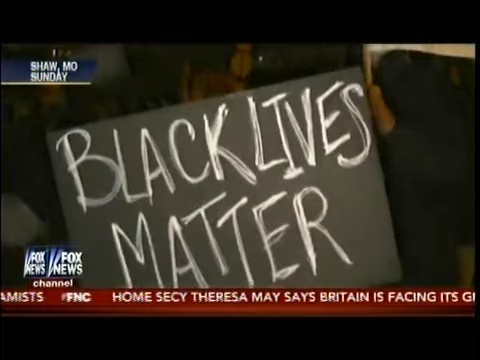 SHAW, MO
SUNDAY
BLACK LIVES
MATTER
FOX NEWS
FOX NEWS
channel
AMISTS #FNC HOME SECY THERESA MAY SAYS BRITAIN IS FACING ITS G